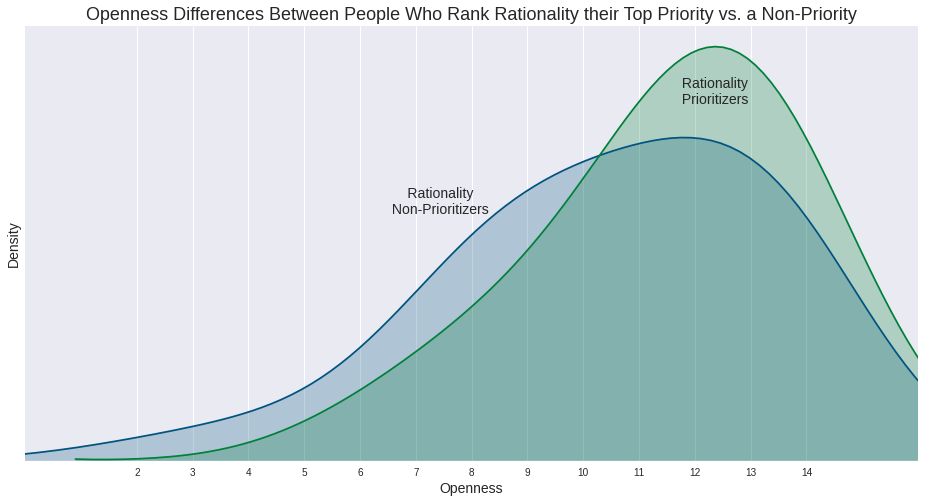 Openness Differences Between People Who Rank Rationality their Top Priority vs. a Non-Priority
Rationality
Prioritizers
Rationality
Non-Prioritizers
Density
2 3 4 5 6 7 8 9 10 11 12 13 14
Openness